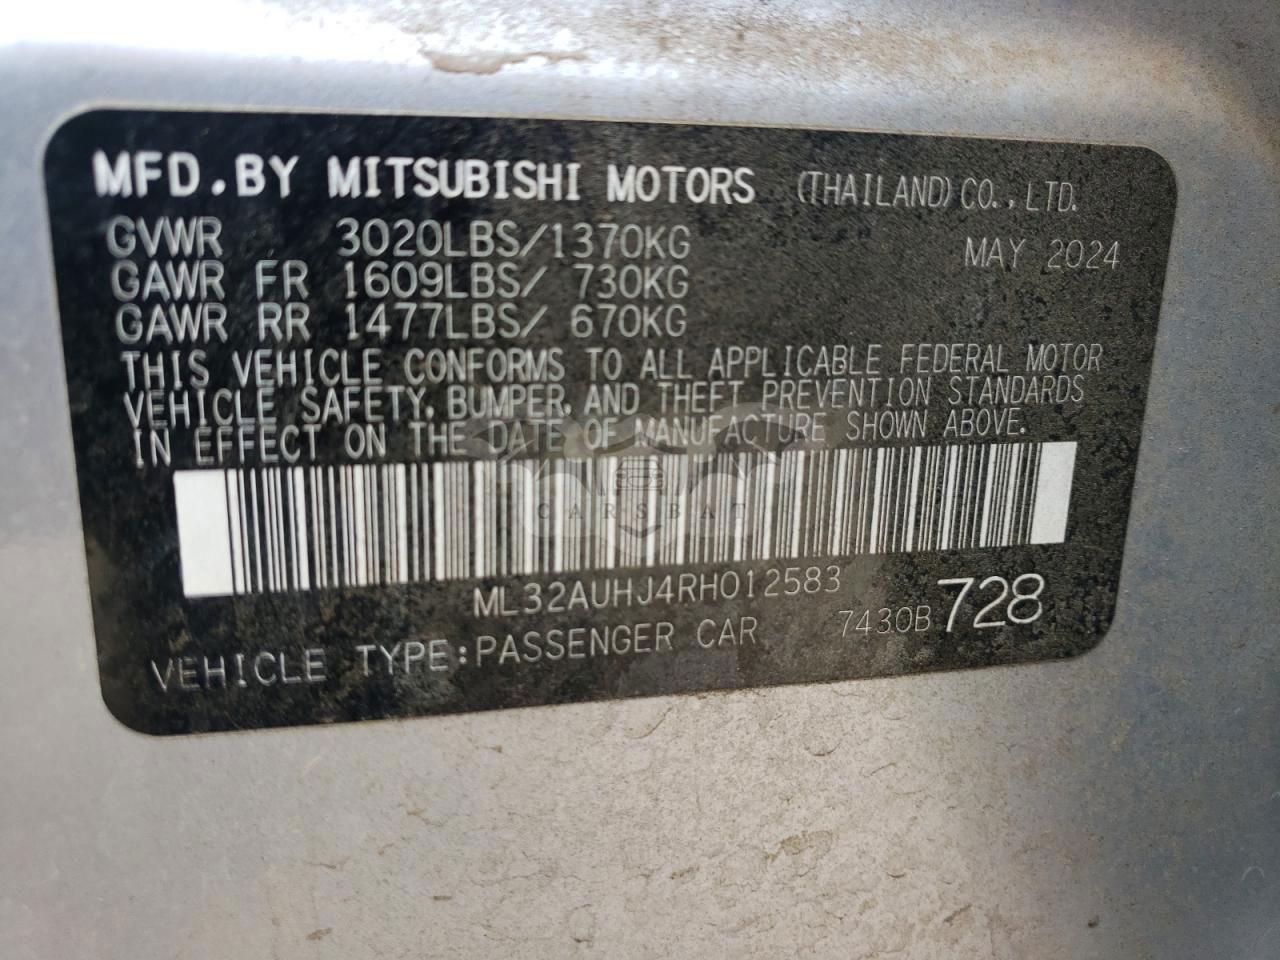 MFD.BY MITSUBISHI MOTORS (THAILAND) CO., LTD.
GVWR 3020LBS/1370KG MAY 2024
GAWR FR 1609LBS/ 730KG
GAWR RR 1477LBS/ 670KG
THIS VEHICLE CONFORMS TO ALL APPLICABLE FEDERAL MOTOR
VEHICLE SAFETY, BUMPER, AND THEFT PREVENTION STANDARDS
IN EFFECT ON THE DATE OF MANUFACTURE SHOWN ABOVE.
CARSBAT
ML32AUHJ4RH012583
VEHICLE TYPE:PASSENGER CAR 7430B 728